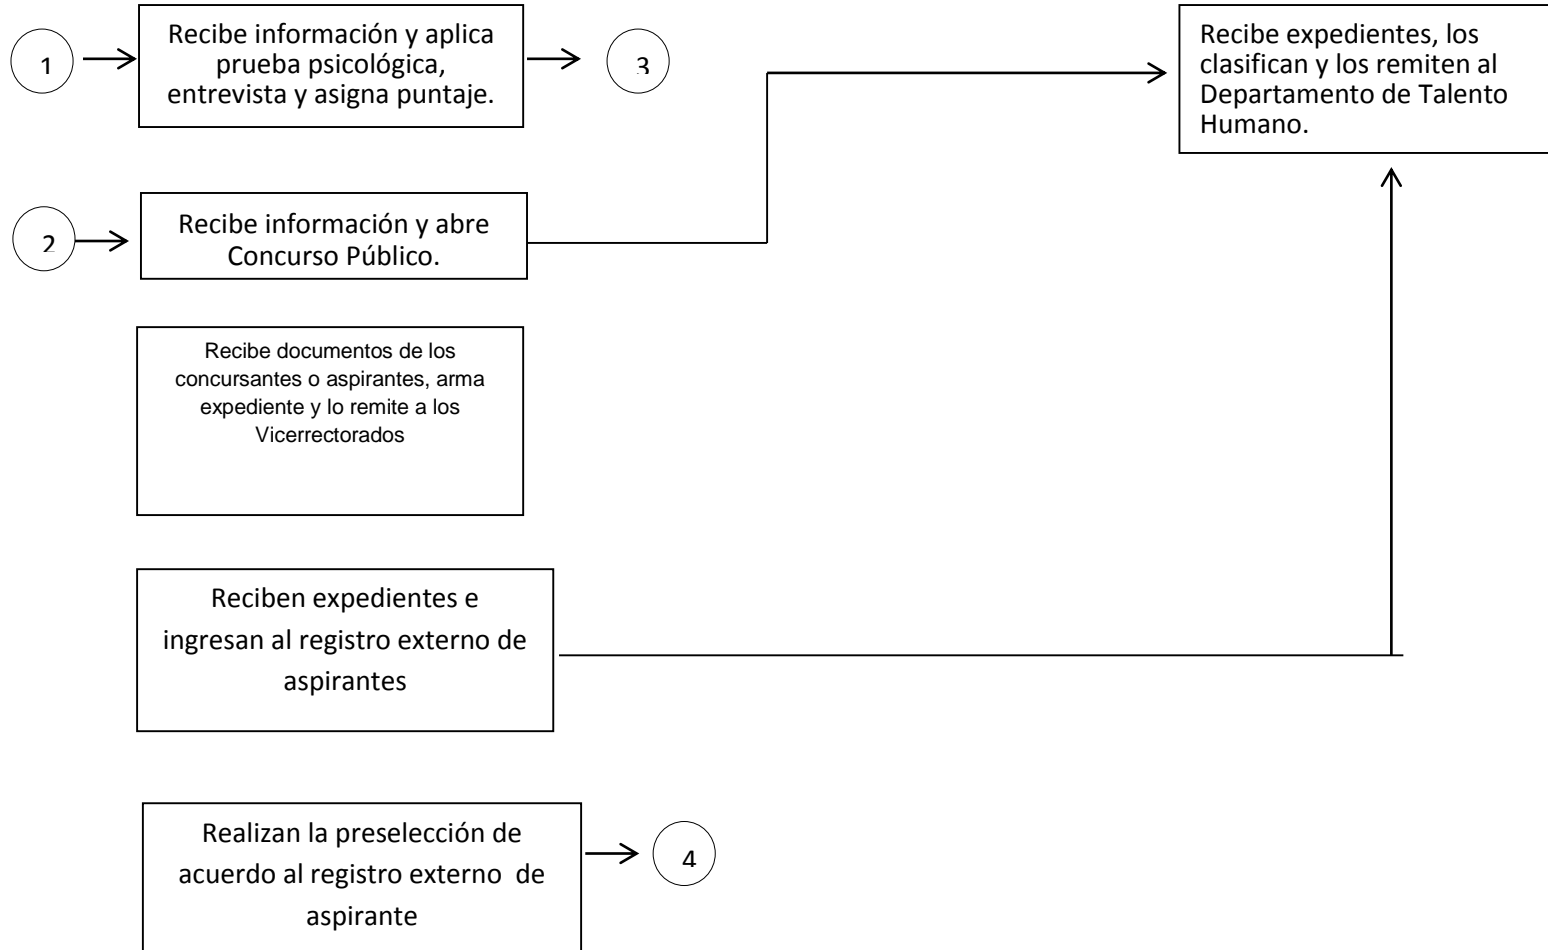 1
Recibe información y aplica
prueba psicológica,
entrevista y asigna puntaje.
3
Recibe expedientes, los
clasifican y los remiten al
Departamento de Talento
Humano.
2
Recibe información y abre
Concurso Público.
Recibe documentos de los
concursantes o aspirantes, arma
expediente y lo remite a los
Vicerrectorados
Reciben expedientes e
ingresan al registro externo de
aspirantes
Realizan la preselección de
acuerdo al registro externo  de
aspirante
4